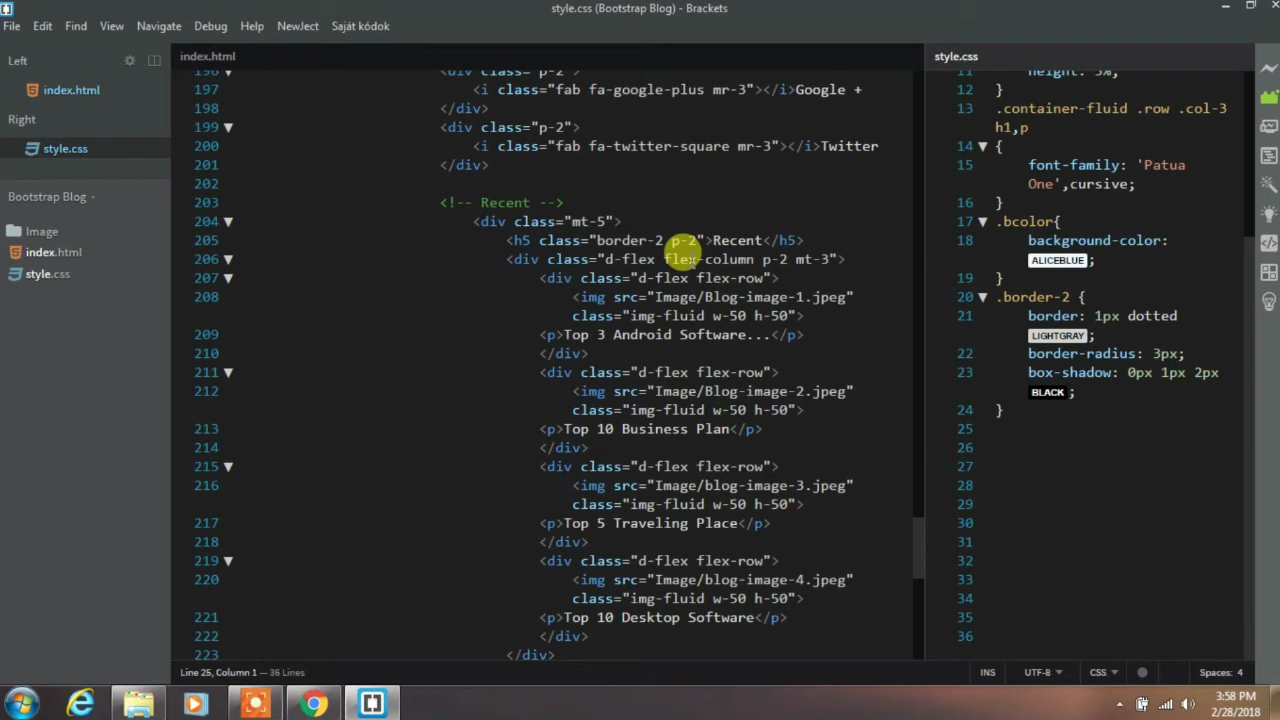 style.css (Bootstrap Blog) - Brackets
File Edit Find View Navigate Debug Help NewJect Saját kódok
Left
index.html
Right
style.css
Bootstrap Blog
Image
index.html
style.css
index.html
196 <div class="p-2">
197 <i class="fab fa-google-plus mr-3"></i>Google +
198 </div>
199 <div class="p-2">
200 <i class="fab fa-twitter-square mr-3"></i>Twitter
201 </div>
202
203 <!-- Recent -->
204 <div class="mt-5">
205 <h5 class="border-2 p-2">Recent</h5>
206 <div class="d-flex flex-column p-2 mt-3">
207 <div class="d-flex flex-row">
208 <img src="Image/Blog-image-1.jpeg"
class="img-fluid w-50 h-50">
209 <p>Top 3 Android Software...</p>
210 </div>
211 <div class="d-flex flex-row">
212 <img src="Image/Blog-image-2.jpeg"
class="img-fluid w-50 h-50">
213 <p>Top 10 Business Plan</p>
214 </div>
215 <div class="d-flex flex-row">
216 <img src="Image/blog-image-3.jpeg"
class="img-fluid w-50 h-50">
217 <p>Top 5 Traveling Place</p>
218 </div>
219 <div class="d-flex flex-row">
220 <img src="Image/blog-image-4.jpeg"
class="img-fluid w-50 h-50">
221 <p>Top 10 Desktop Software</p>
222 </div>
223 </div>
style.css
11 height: 5%;
12 }
13 .container-fluid .row .col-3
h1,p
14 {
15 font-family: 'Patua
One',cursive;
16 }
17 .bcolor{
18 background-color:
ALICEBLUE;
19 }
20 .border-2 {
21 border: 1px dotted
LIGHTGRAY;
22 border-radius: 3px;
23 box-shadow: 0px 1px 2px
BLACK;
24 }
25
26
27
28
29
30
31
32
33
34
35
36
Line 25, Column 1 — 36 Lines
INS UTF-8 CSS Spaces: 4
3:58 PM
2/28/2018